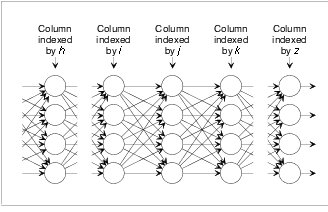 Column Column Column Column Column
indexed indexed indexed indexed indexed
by h by i by j by k by z